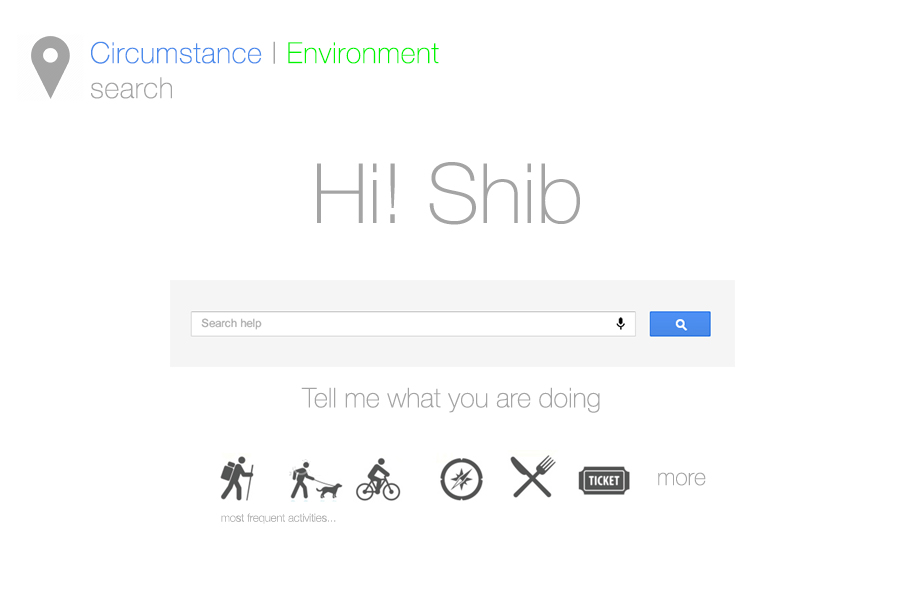 Circumstance | Environment
search
Hi! Shib
Search help
Tell me what you are doing
TICKET
more
most frequent activities...